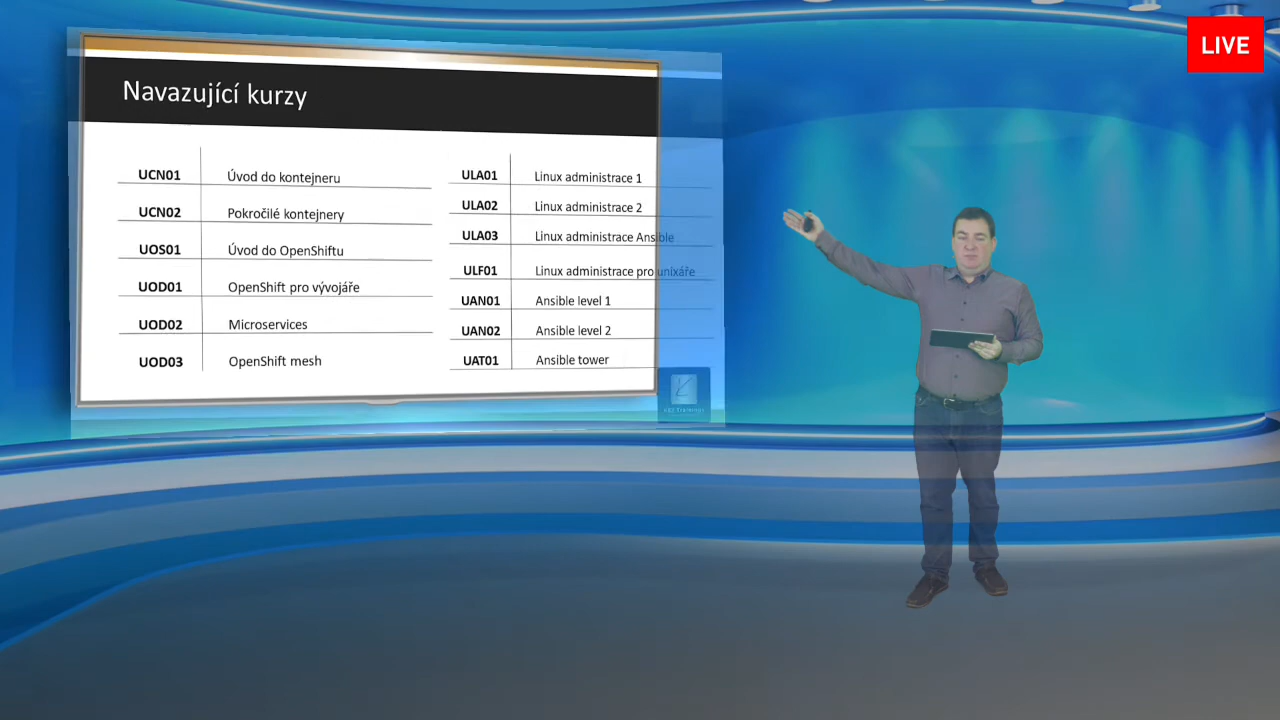 LIVE
Navazující kurzy
UCN01 Úvod do kontejneru
UCN02 Pokročilé kontejnery
UOS01 Úvod do OpenShiftu
UOD01 OpenShift pro vývojáře
UOD02 Microservices
UOD03 OpenShift mesh
ULA01 Linux administrace 1
ULA02 Linux administrace 2
ULA03 Linux administrace Ansible
ULF01 Linux administrace pro unixáře
UAN01 Ansible level 1
UAN02 Ansible level 2
UAT01 Ansible tower